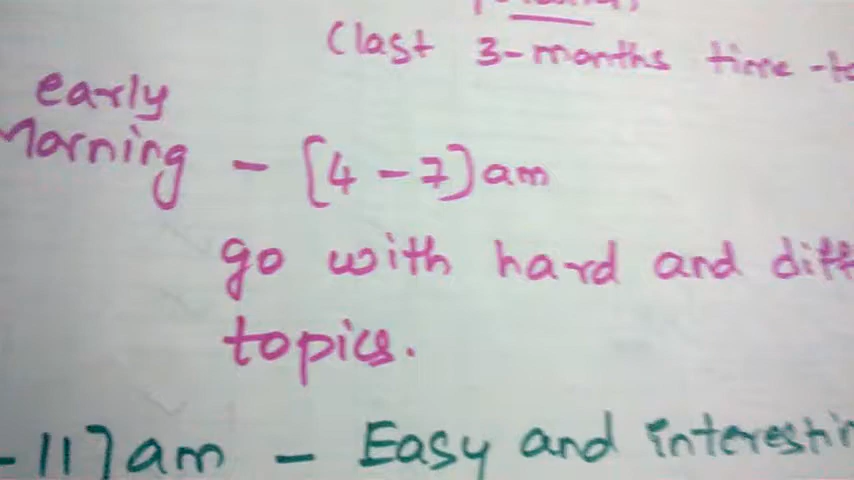 (last 3-months time
early
Morning - [4-7] am
go with hard and
topics.
-11] am - Easy and